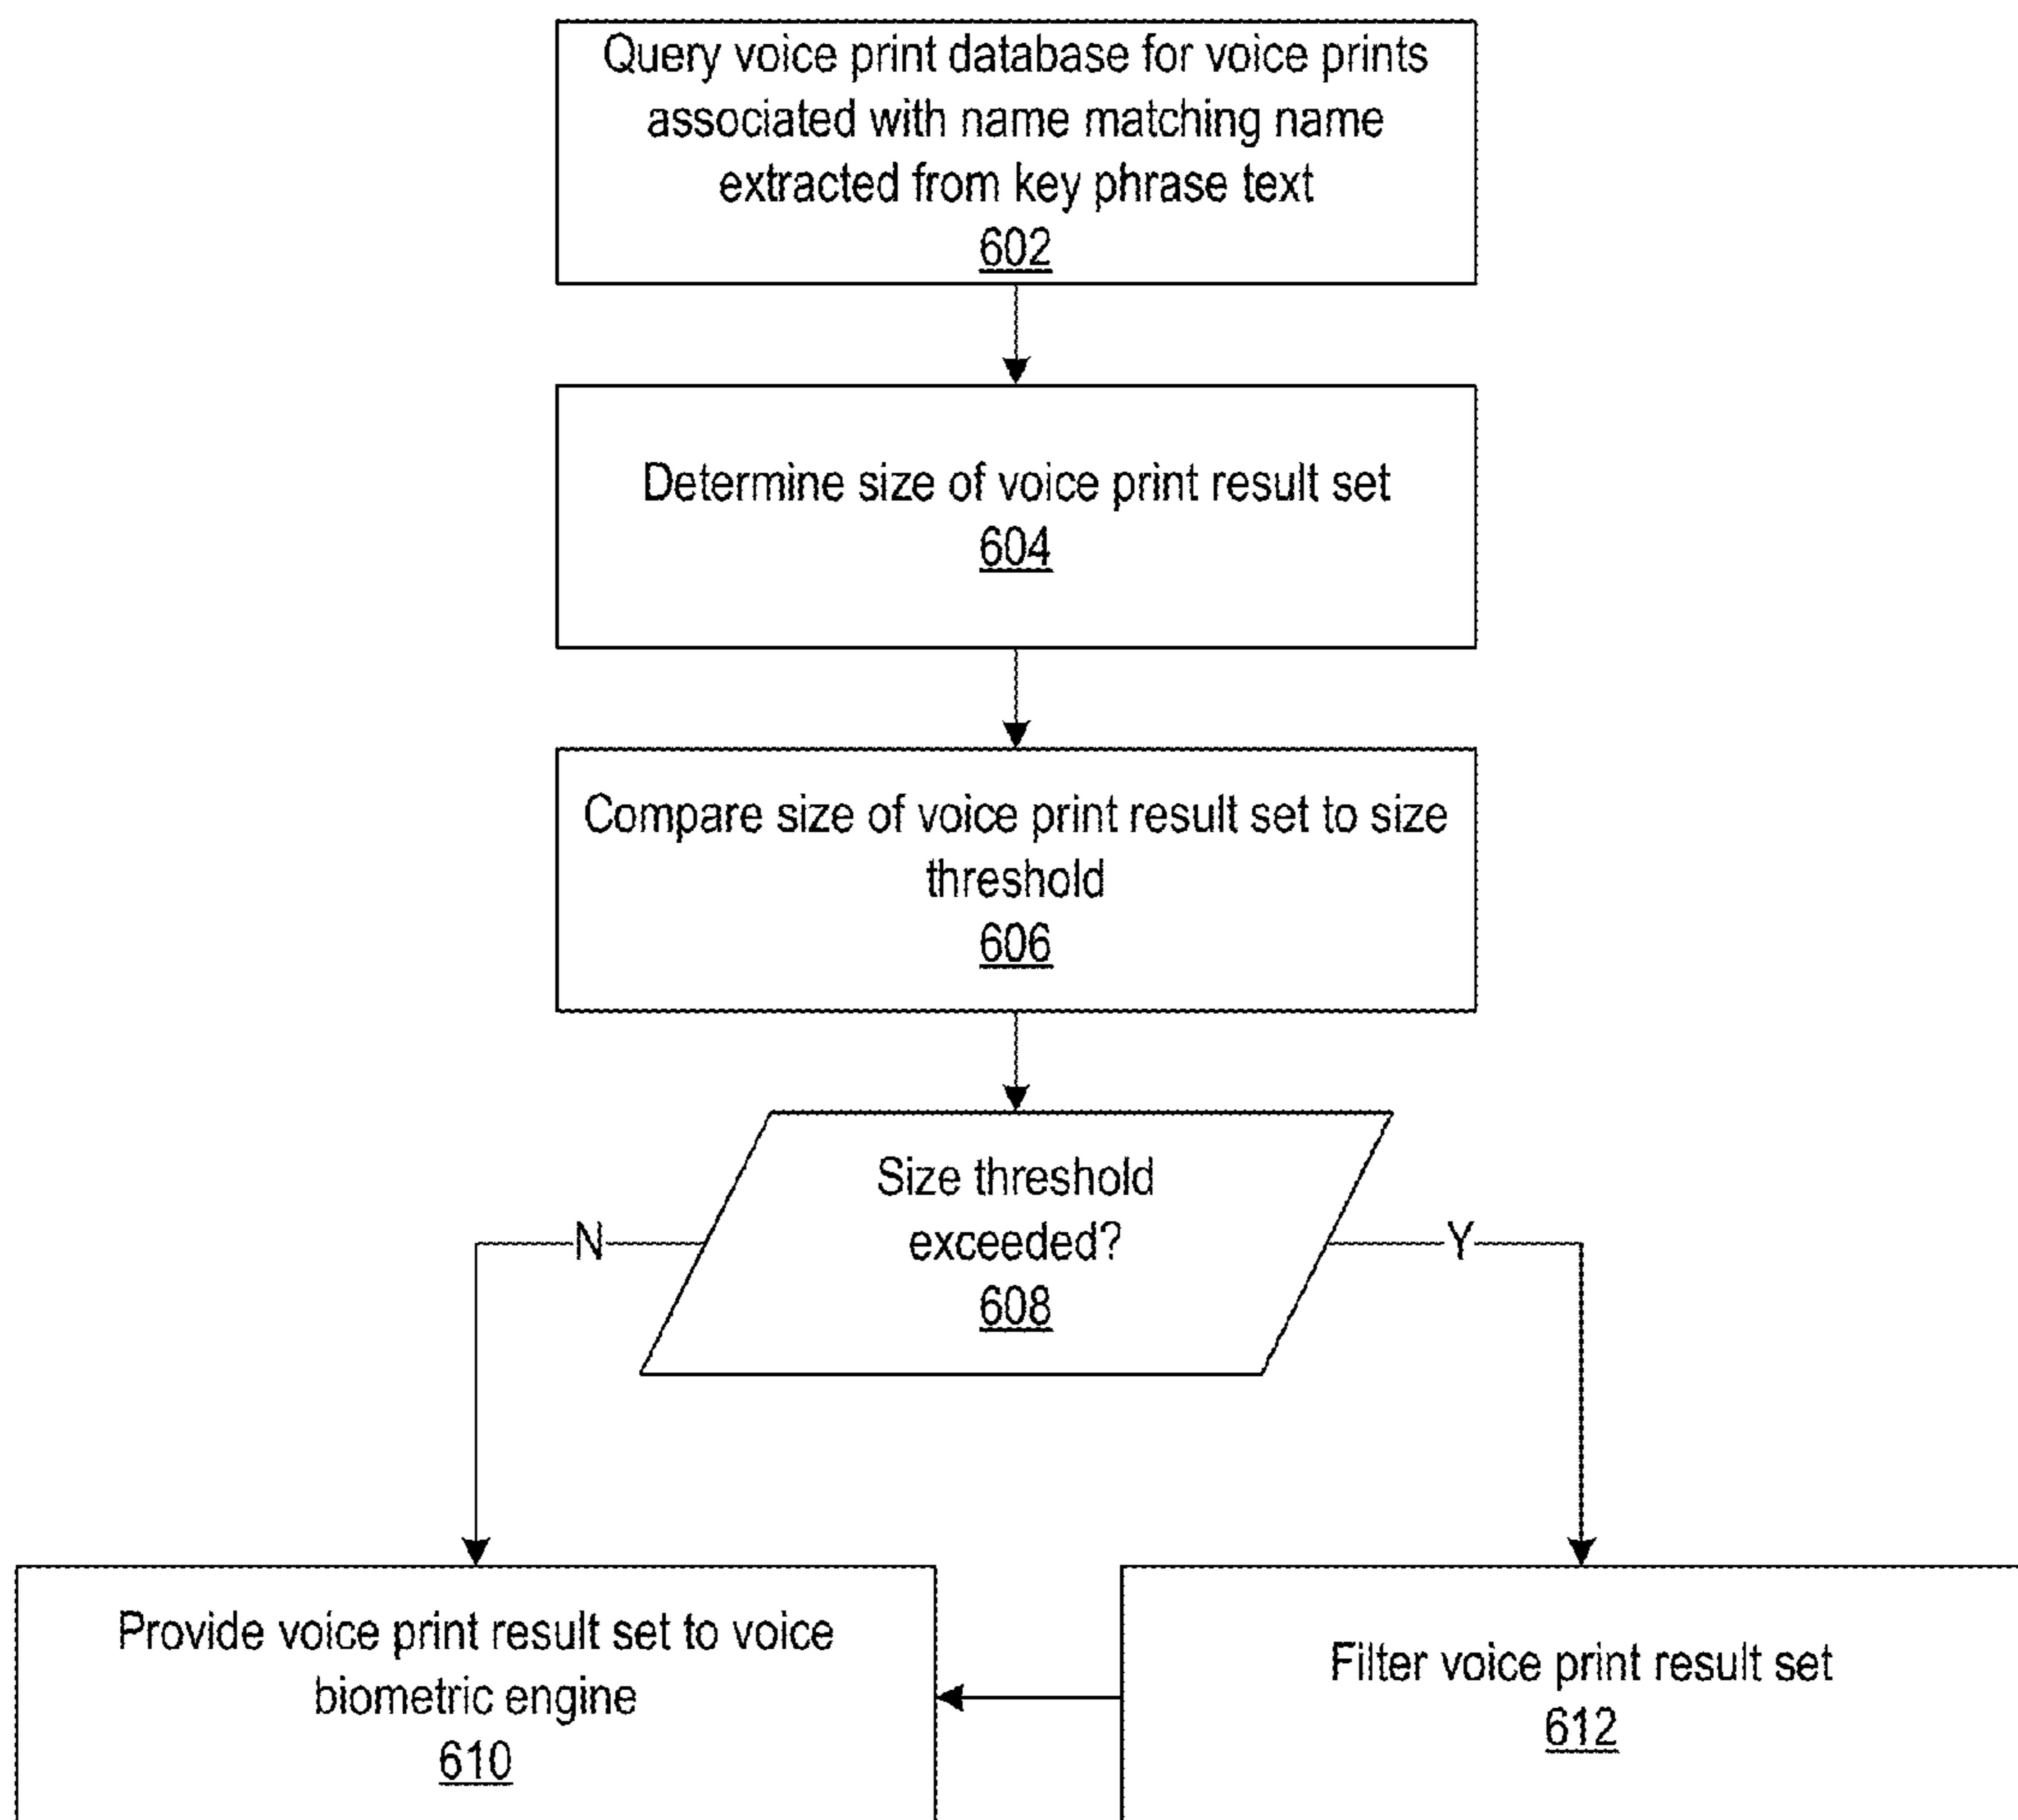 Query voice print database for voice prints
associated with name matching name
extracted from key phrase text
602
Determine size of voice print result set
604
Compare size of voice print result set to size
threshold
606
Size threshold
exceeded?
608
N
Y
Provide voice print result set to voice
biometric engine
610
Filter voice print result set
612